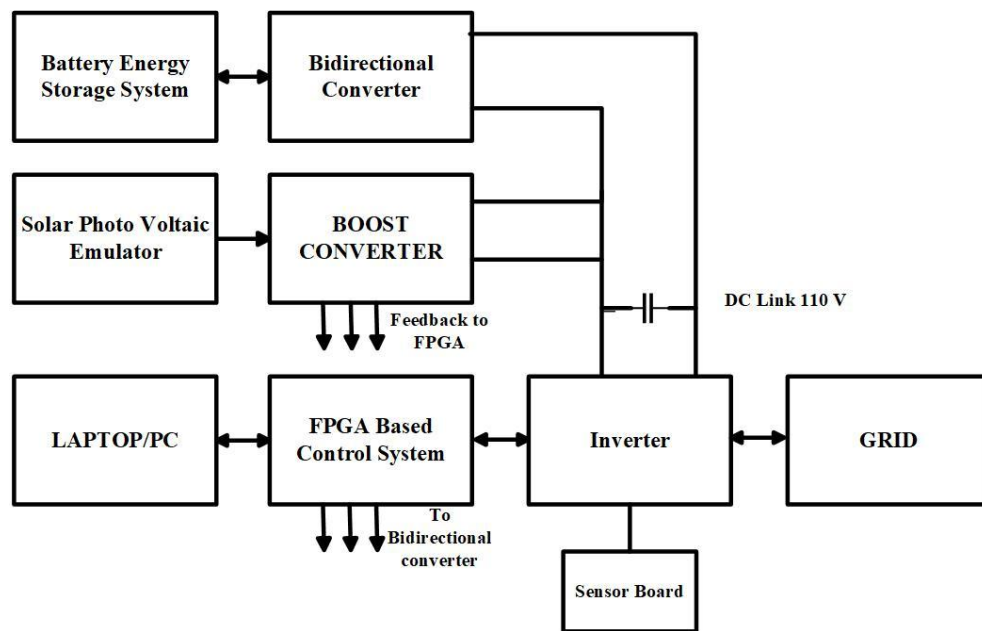 Battery Energy
Storage System
Bidirectional
Converter
Solar Photo Voltaic
Emulator
BOOST
CONVERTER
DC Link 110 V
Feedback to
FPGA
LAPTOP/PC
FPGA Based
Control System
Inverter
GRID
To
Bidirectional
converter
Sensor Board